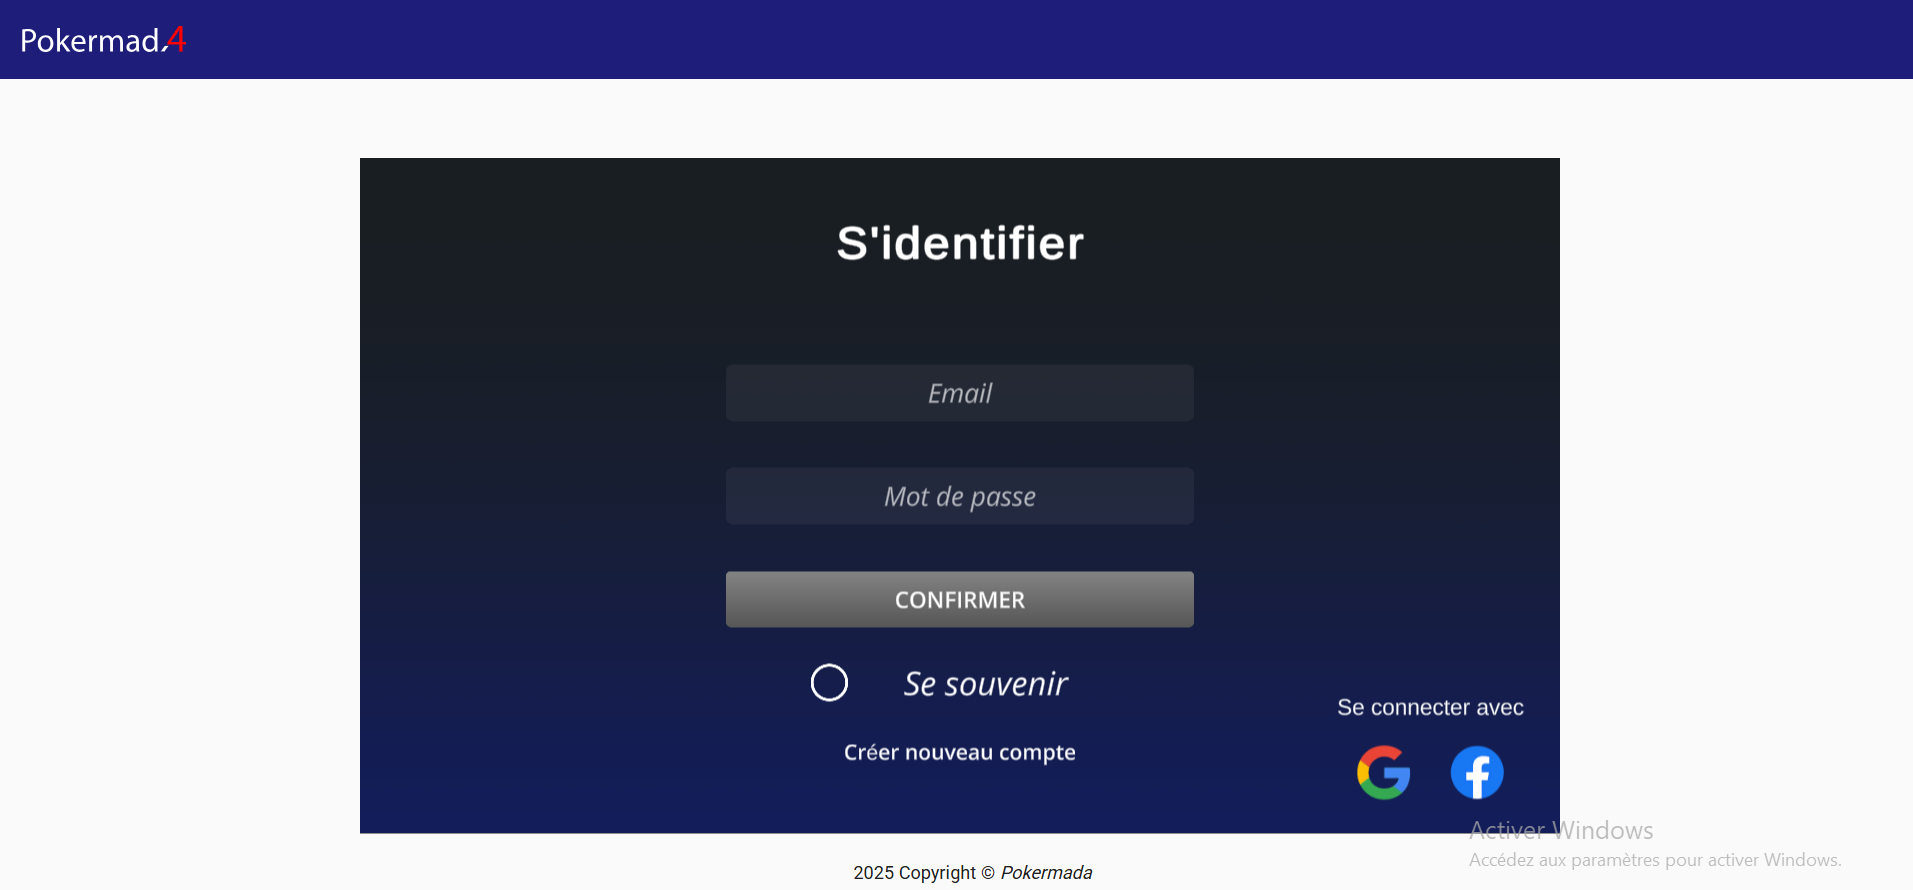 Pokermad4
S'identifier
Email
Mot de passe
CONFIRMER
Se souvenir
Créer nouveau compte
Se connecter avec
Activer Windows
Accédez aux paramètres pour activer Windows.
2025 Copyright © Pokermada